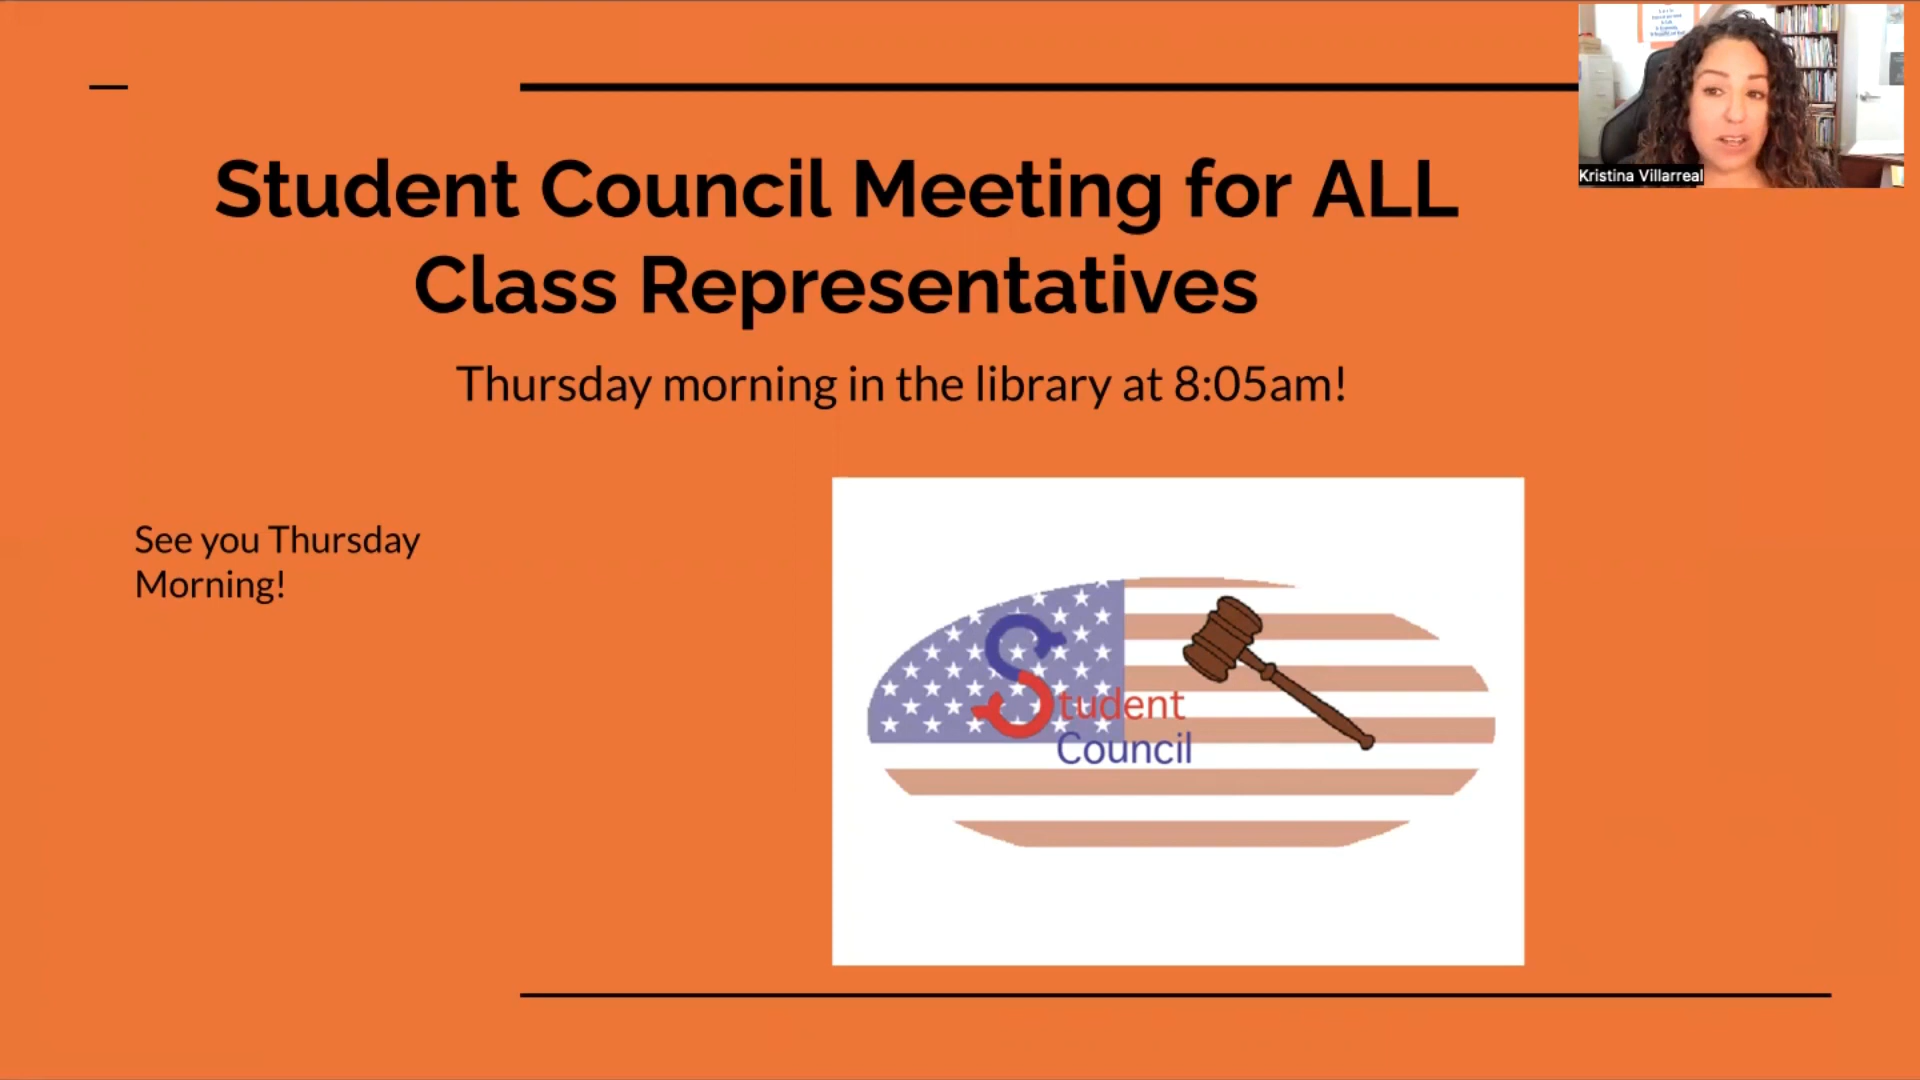 Student Council Meeting for ALL
Class Representatives
Thursday morning in the library at 8:05am!
See you Thursday
Morning!
Student
Council
Kristina Villarreal